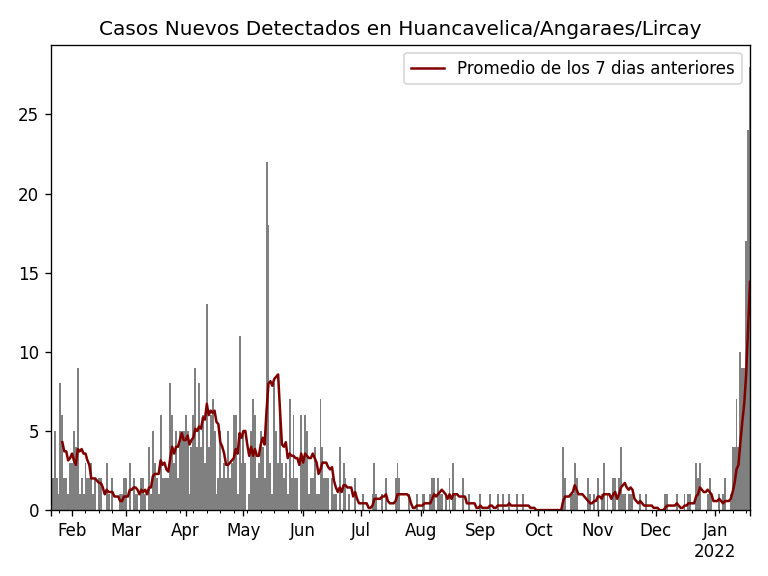 Casos Nuevos Detectados en Huancavelica/Angaraes/Lircay
Promedio de los 7 dias anteriores
25
20
15
10
5
0
Feb Mar Apr May Jun Jul Aug Sep Oct Nov Dec Jan
2022